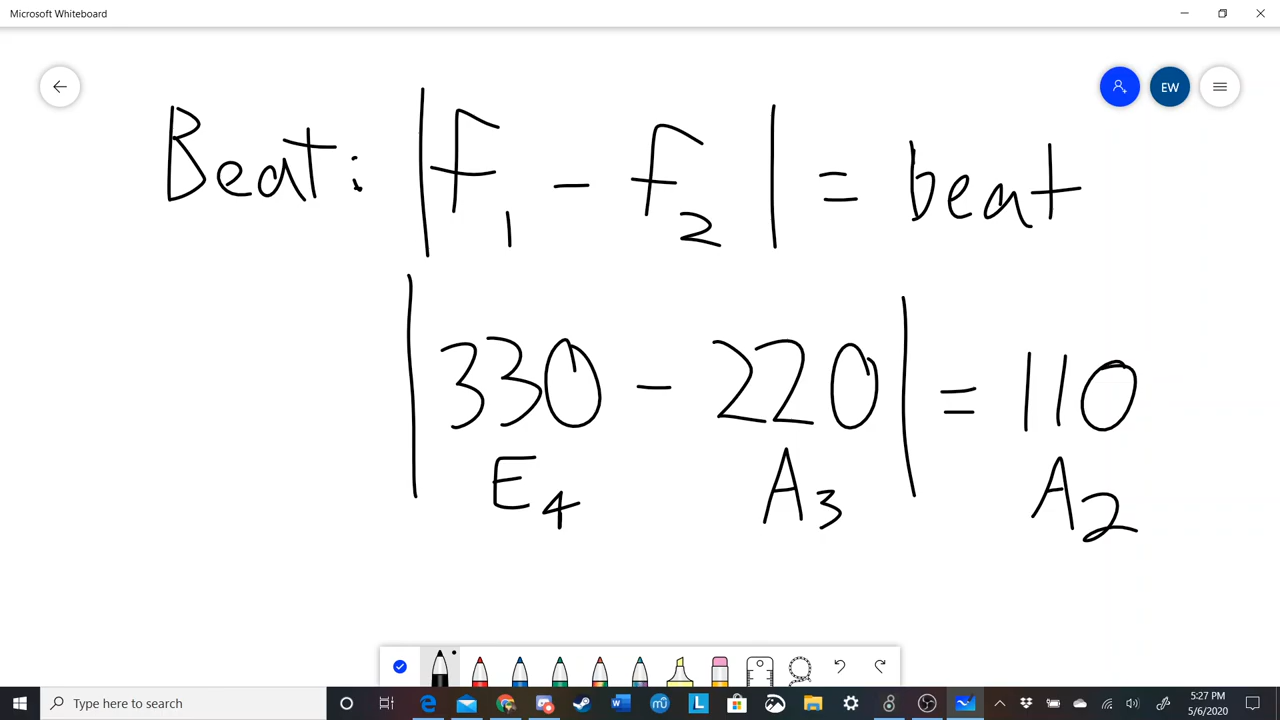 Microsoft Whiteboard
EW
Beat: |f₁ - f₂| = beat
|330 - 220| = 110
E₄ A₃ A₂
Type here to search
5:27 PM
5/6/2020